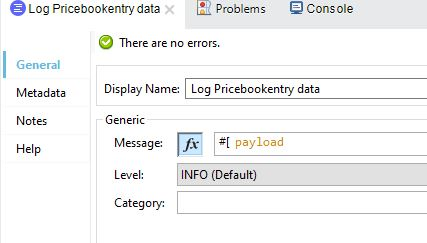 Log Pricebookentry data
Problems
Console
There are no errors.
General
Metadata
Notes
Help
Display Name: Log Pricebookentry data
Generic
Message: fx #[ payload
Level: INFO (Default)
Category: